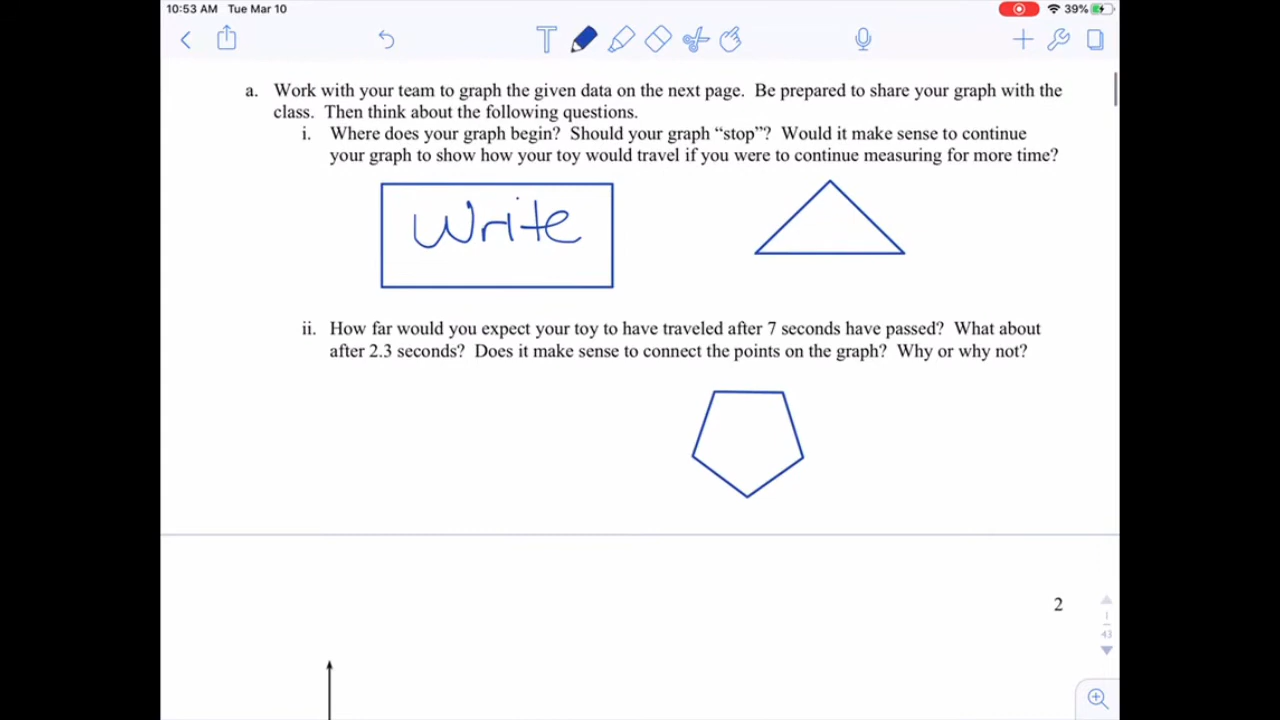 10:53 AM Tue Mar 10
39%
a. Work with your team to graph the given data on the next page. Be prepared to share your graph with the
class. Then think about the following questions.
i. Where does your graph begin? Should your graph “stop”? Would it make sense to continue
your graph to show how your toy would travel if you were to continue measuring for more time?
Write
ii. How far would you expect your toy to have traveled after 7 seconds have passed? What about
after 2.3 seconds? Does it make sense to connect the points on the graph? Why or why not?
2
1
43